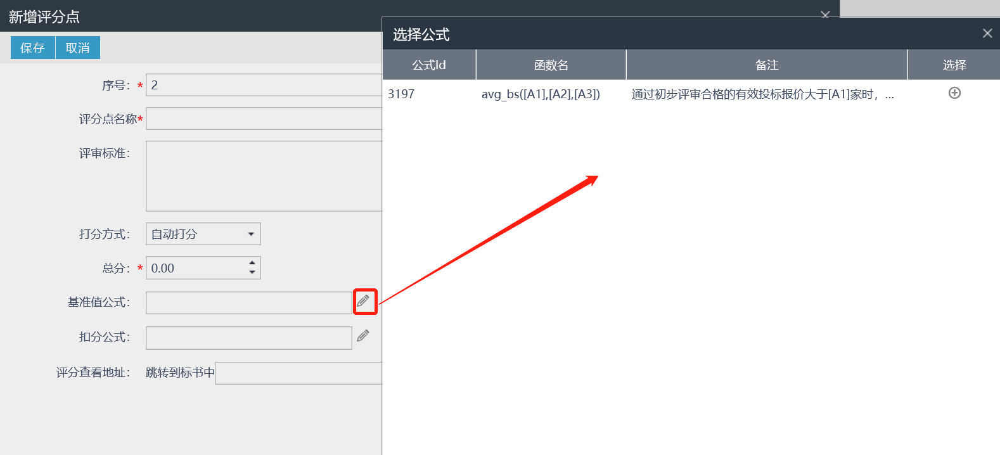 新增评分点
保存 取消
序号：* 2
评分点名称*
评审标准：
打分方式： 自动打分
总分：* 0.00
基准值公式：
扣分公式：
评分查看地址： 跳转到标书中
选择公式
公式Id 函数名 备注 选择
3197 avg_bs([A1],[A2],[A3]) 通过初步评审合格的有效投标报价大于[A1]家时，...